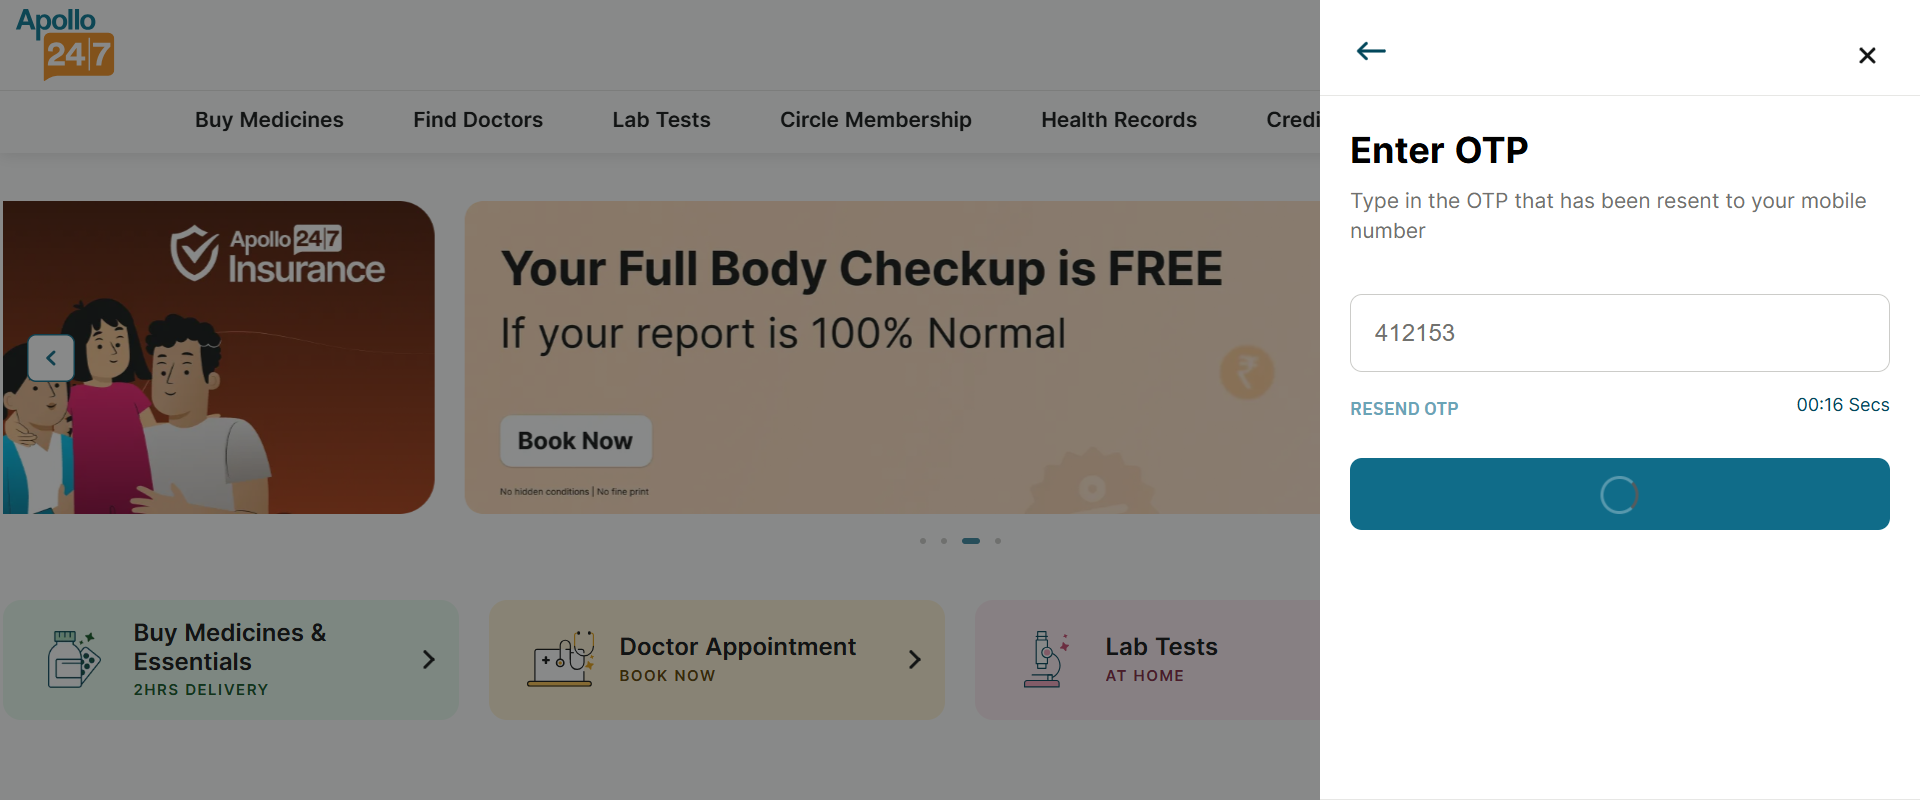 Apollo
24|7
Buy Medicines
Find Doctors
Lab Tests
Circle Membership
Health Records
Credi
Apollo 24|7
Insurance
Your Full Body Checkup is FREE
If your report is 100% Normal
Book Now
No hidden conditions | No fine print
Buy Medicines &
Essentials
2HRS DELIVERY
Doctor Appointment
BOOK NOW
Lab Tests
AT HOME
Enter OTP
Type in the OTP that has been resent to your mobile
number
412153
RESEND OTP
00:16 Secs